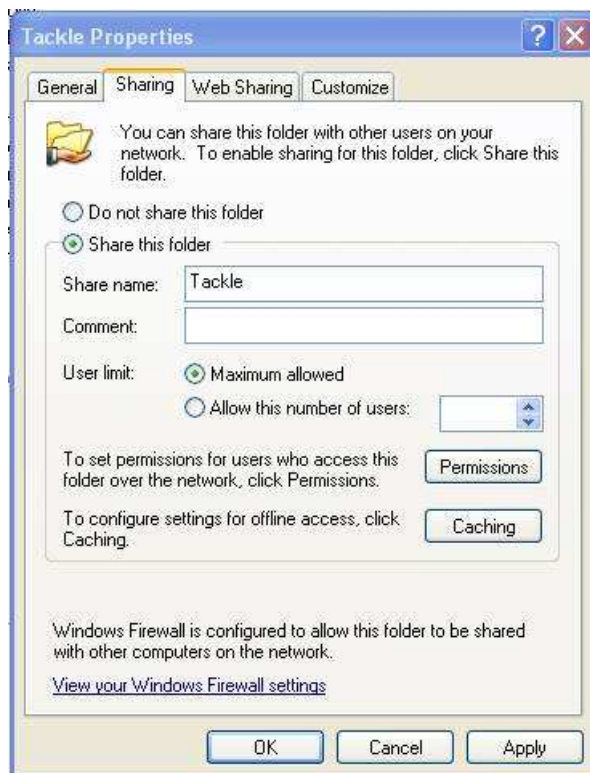 Tackle Properties
?
General Sharing Web Sharing Customize
You can share this folder with other users on your
network. To enable sharing for this folder, click Share this
folder.
Do not share this folder
Share this folder
Share name: Tackle
Comment:
User limit: Maximum allowed
Allow this number of users:
To set permissions for users who access this
folder over the network, click Permissions.
Permissions
To configure settings for offline access, click
Caching.
Caching
Windows Firewall is configured to allow this folder to be shared
with other computers on the network.
View your Windows Firewall settings
OK Cancel Apply